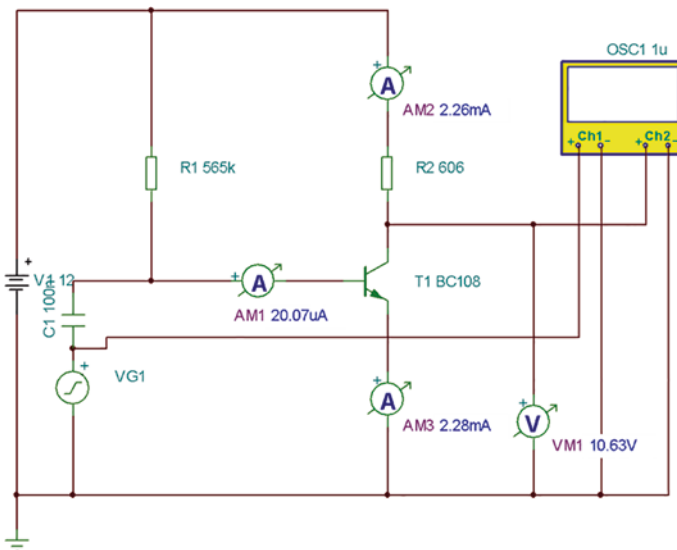 OSC1 1u
+ Ch1 - + Ch2 -
+
A
AM2 2.26mA
R1 565k
R2 606
+
V1 12
C1 100n
+
A
AM1 20.07uA
T1 BC108
+
VG1
+
A
AM3 2.28mA
+
V
VM1 10.63V